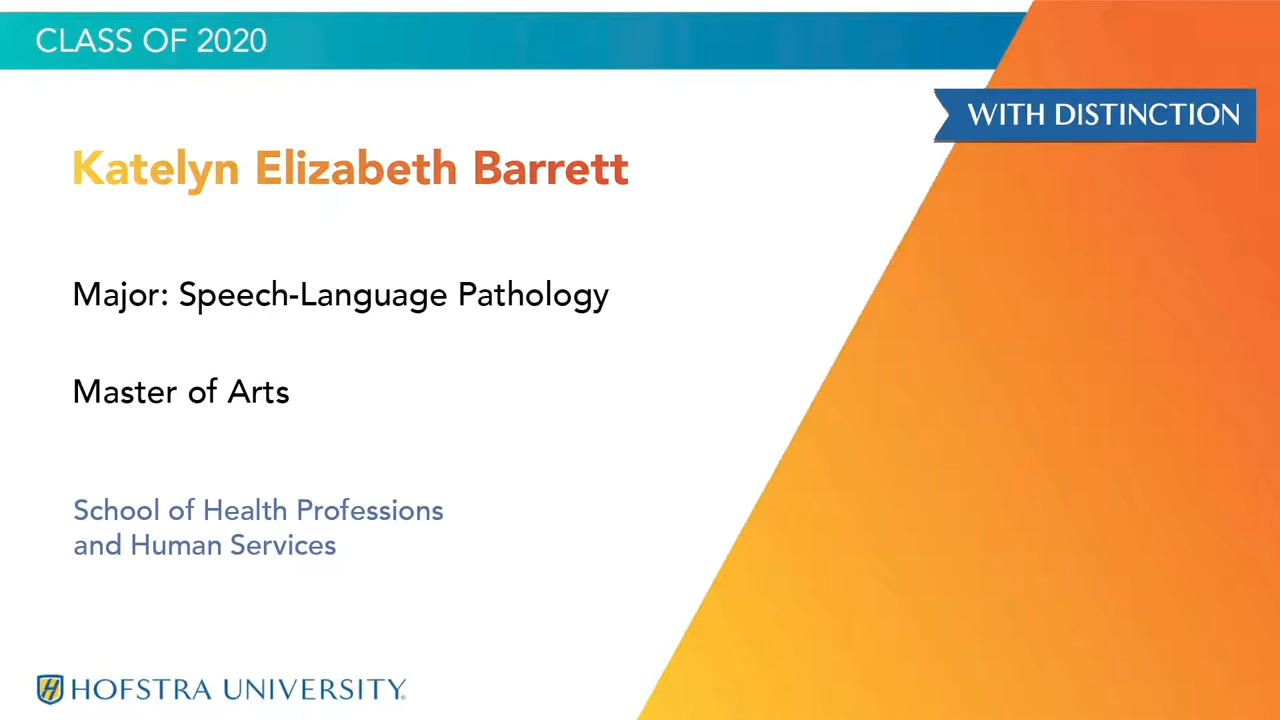 CLASS OF 2020
WITH DISTINCTION
Katelyn Elizabeth Barrett
Major: Speech-Language Pathology
Master of Arts
School of Health Professions
and Human Services
H HOFSTRA UNIVERSITY®